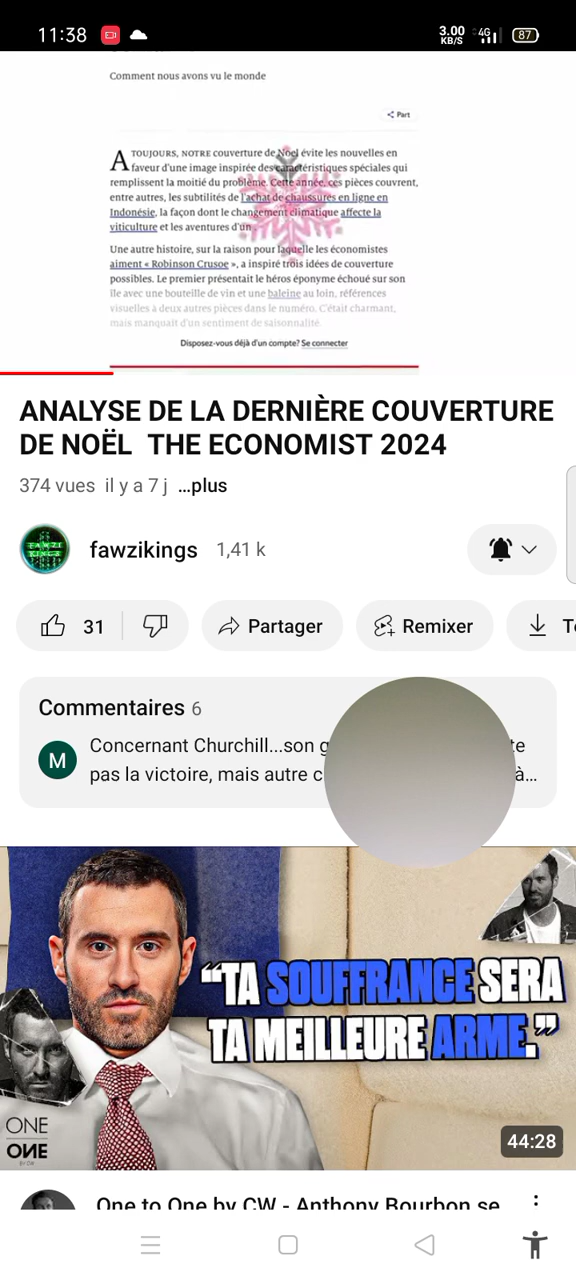 11:38
3.00 KB/S 4G 87
Comment nous avons vu le monde
Part
A TOUJOURS, NOTRE couverture de Noël évite les nouvelles en
faveur d'une image inspirée des caractéristiques spéciales qui
remplissent la moitié du problème. Cette année, ces pièces couvrent,
entre autres, les subtilités de l'achat de chaussures en ligne en
Indonésie, la façon dont le changement climatique affecte la
viticulture et les aventures d'un
Une autre histoire, sur la raison pour laquelle les économistes
aiment « Robinson Crusoe », a inspiré trois idées de couverture
possibles. Le premier présentait le héros éponyme échoué sur son
île avec une bouteille de vin et une baleine au loin, références
visuelles à deux autres pièces dans le numéro. C'était charmant,
mais manquait d'un sentiment de saisonnalité.
Disposez-vous déjà d'un compte? Se connecter
ANALYSE DE LA DERNIÈRE COUVERTURE
DE NOËL THE ECONOMIST 2024
374 vues il y a 7 j ...plus
FAWZI
KINGS
fawzikings 1,41 k
31 Partager Remixer
Commentaires 6
M
Concernant Churchill...son
pas la victoire, mais autre
à...
“TA SOUFFRANCE SERA
TA MEILLEURE ARME.”
ONE
ONE
BY CW
44:28
One to One by CW - Anthony Bourbon se